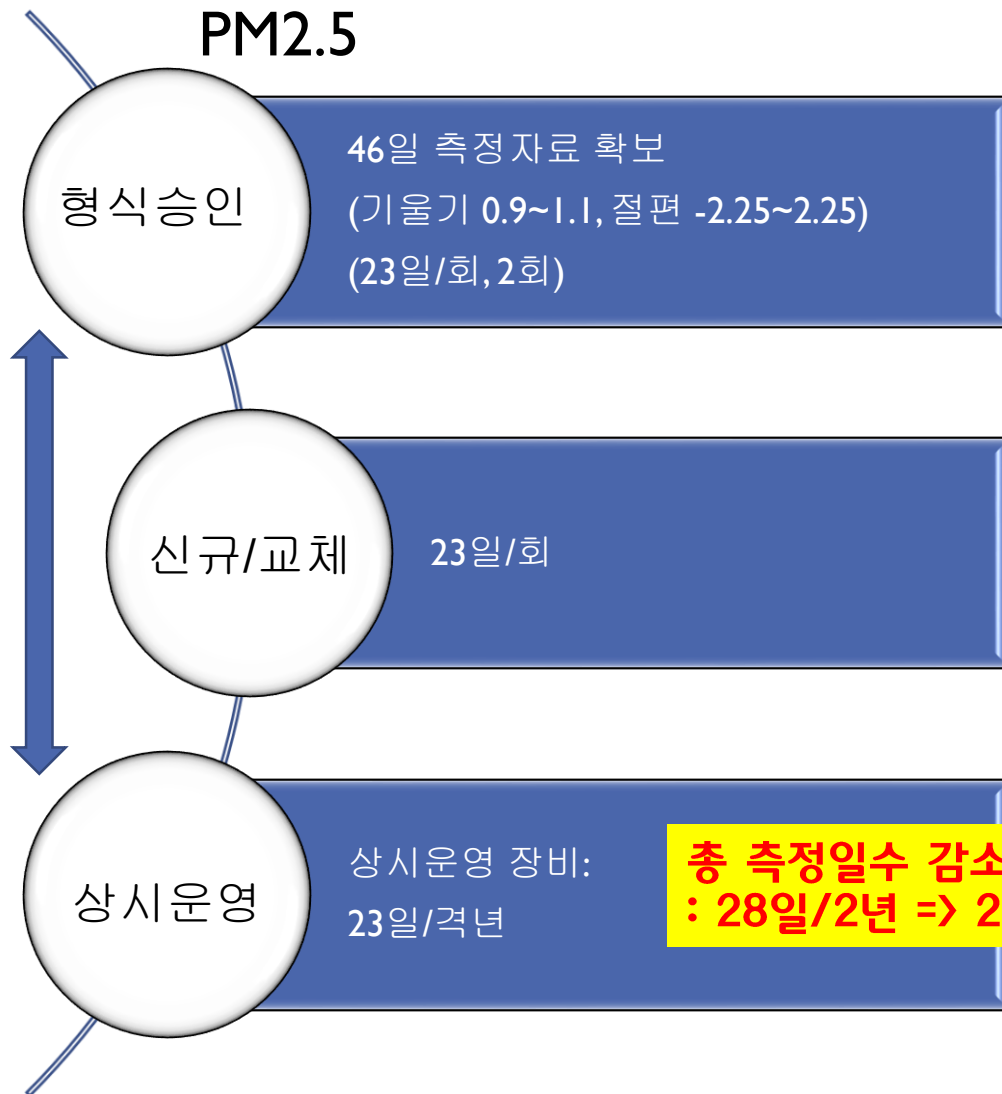 PM2.5
형식승인
46일 측정자료 확보
(기울기 0.9~1.1, 절편 -2.25~2.25)
(23일/회, 2회)
신규/교체
23일/회
상시운영
상시운영 장비:
23일/격년
총 측정일수 감소
: 28일/2년 => 2